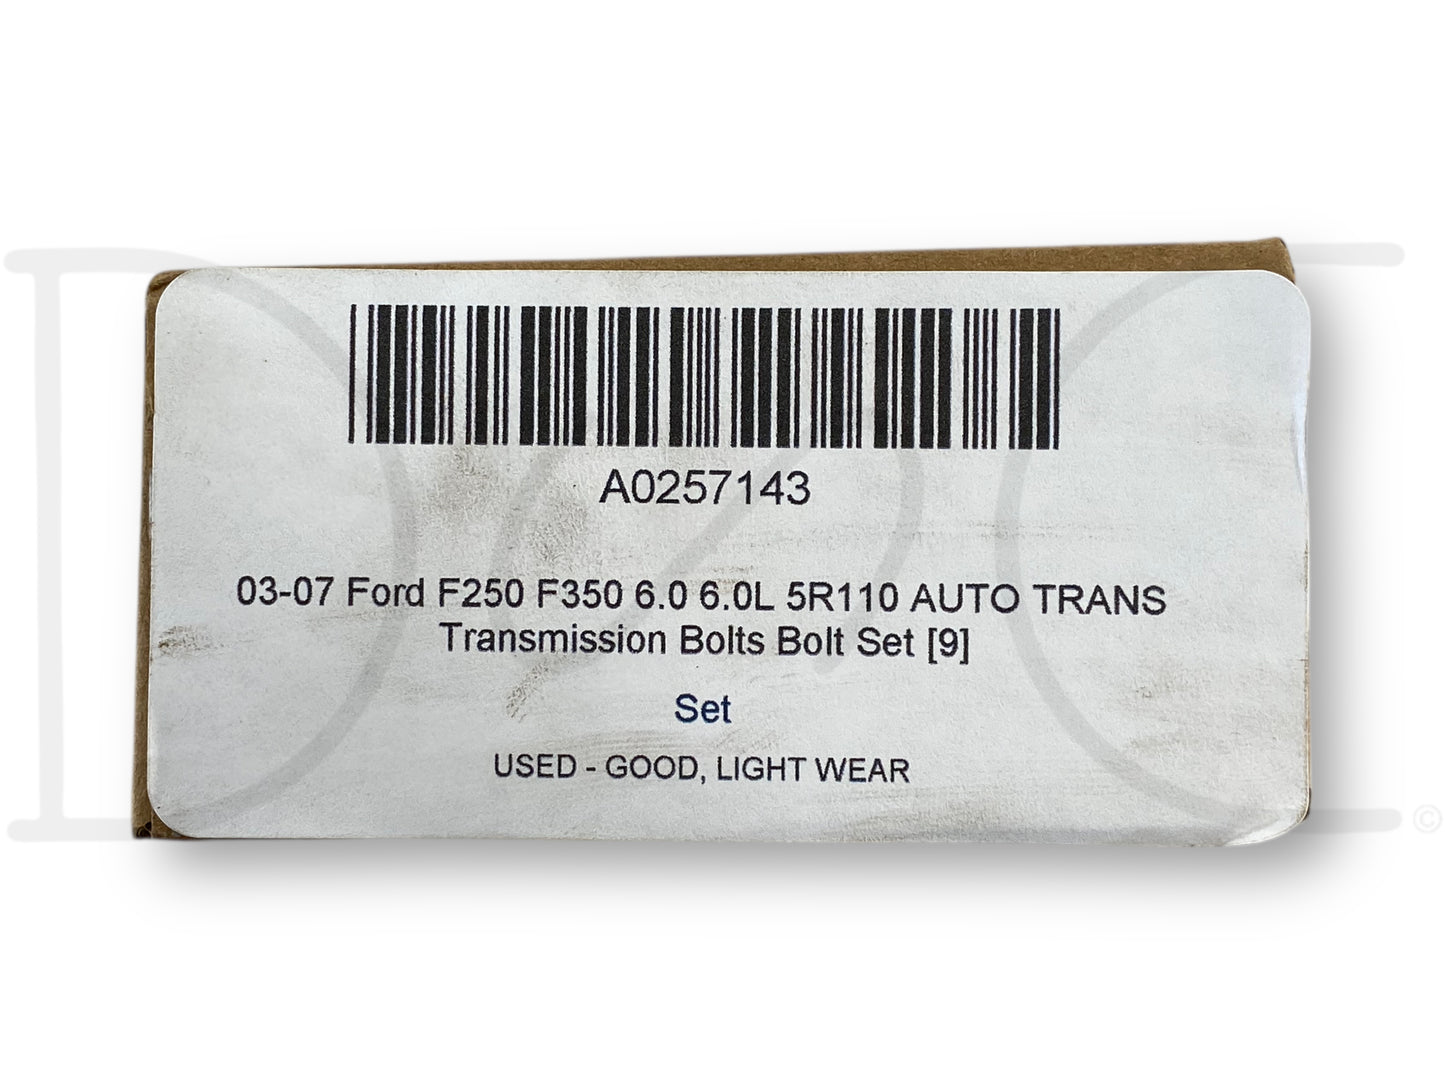 A0257143
03-07 Ford F250 F350 6.0 6.0L 5R110 AUTO TRANS
Transmission Bolts Bolt Set [9]
Set
USED - GOOD, LIGHT WEAR
©